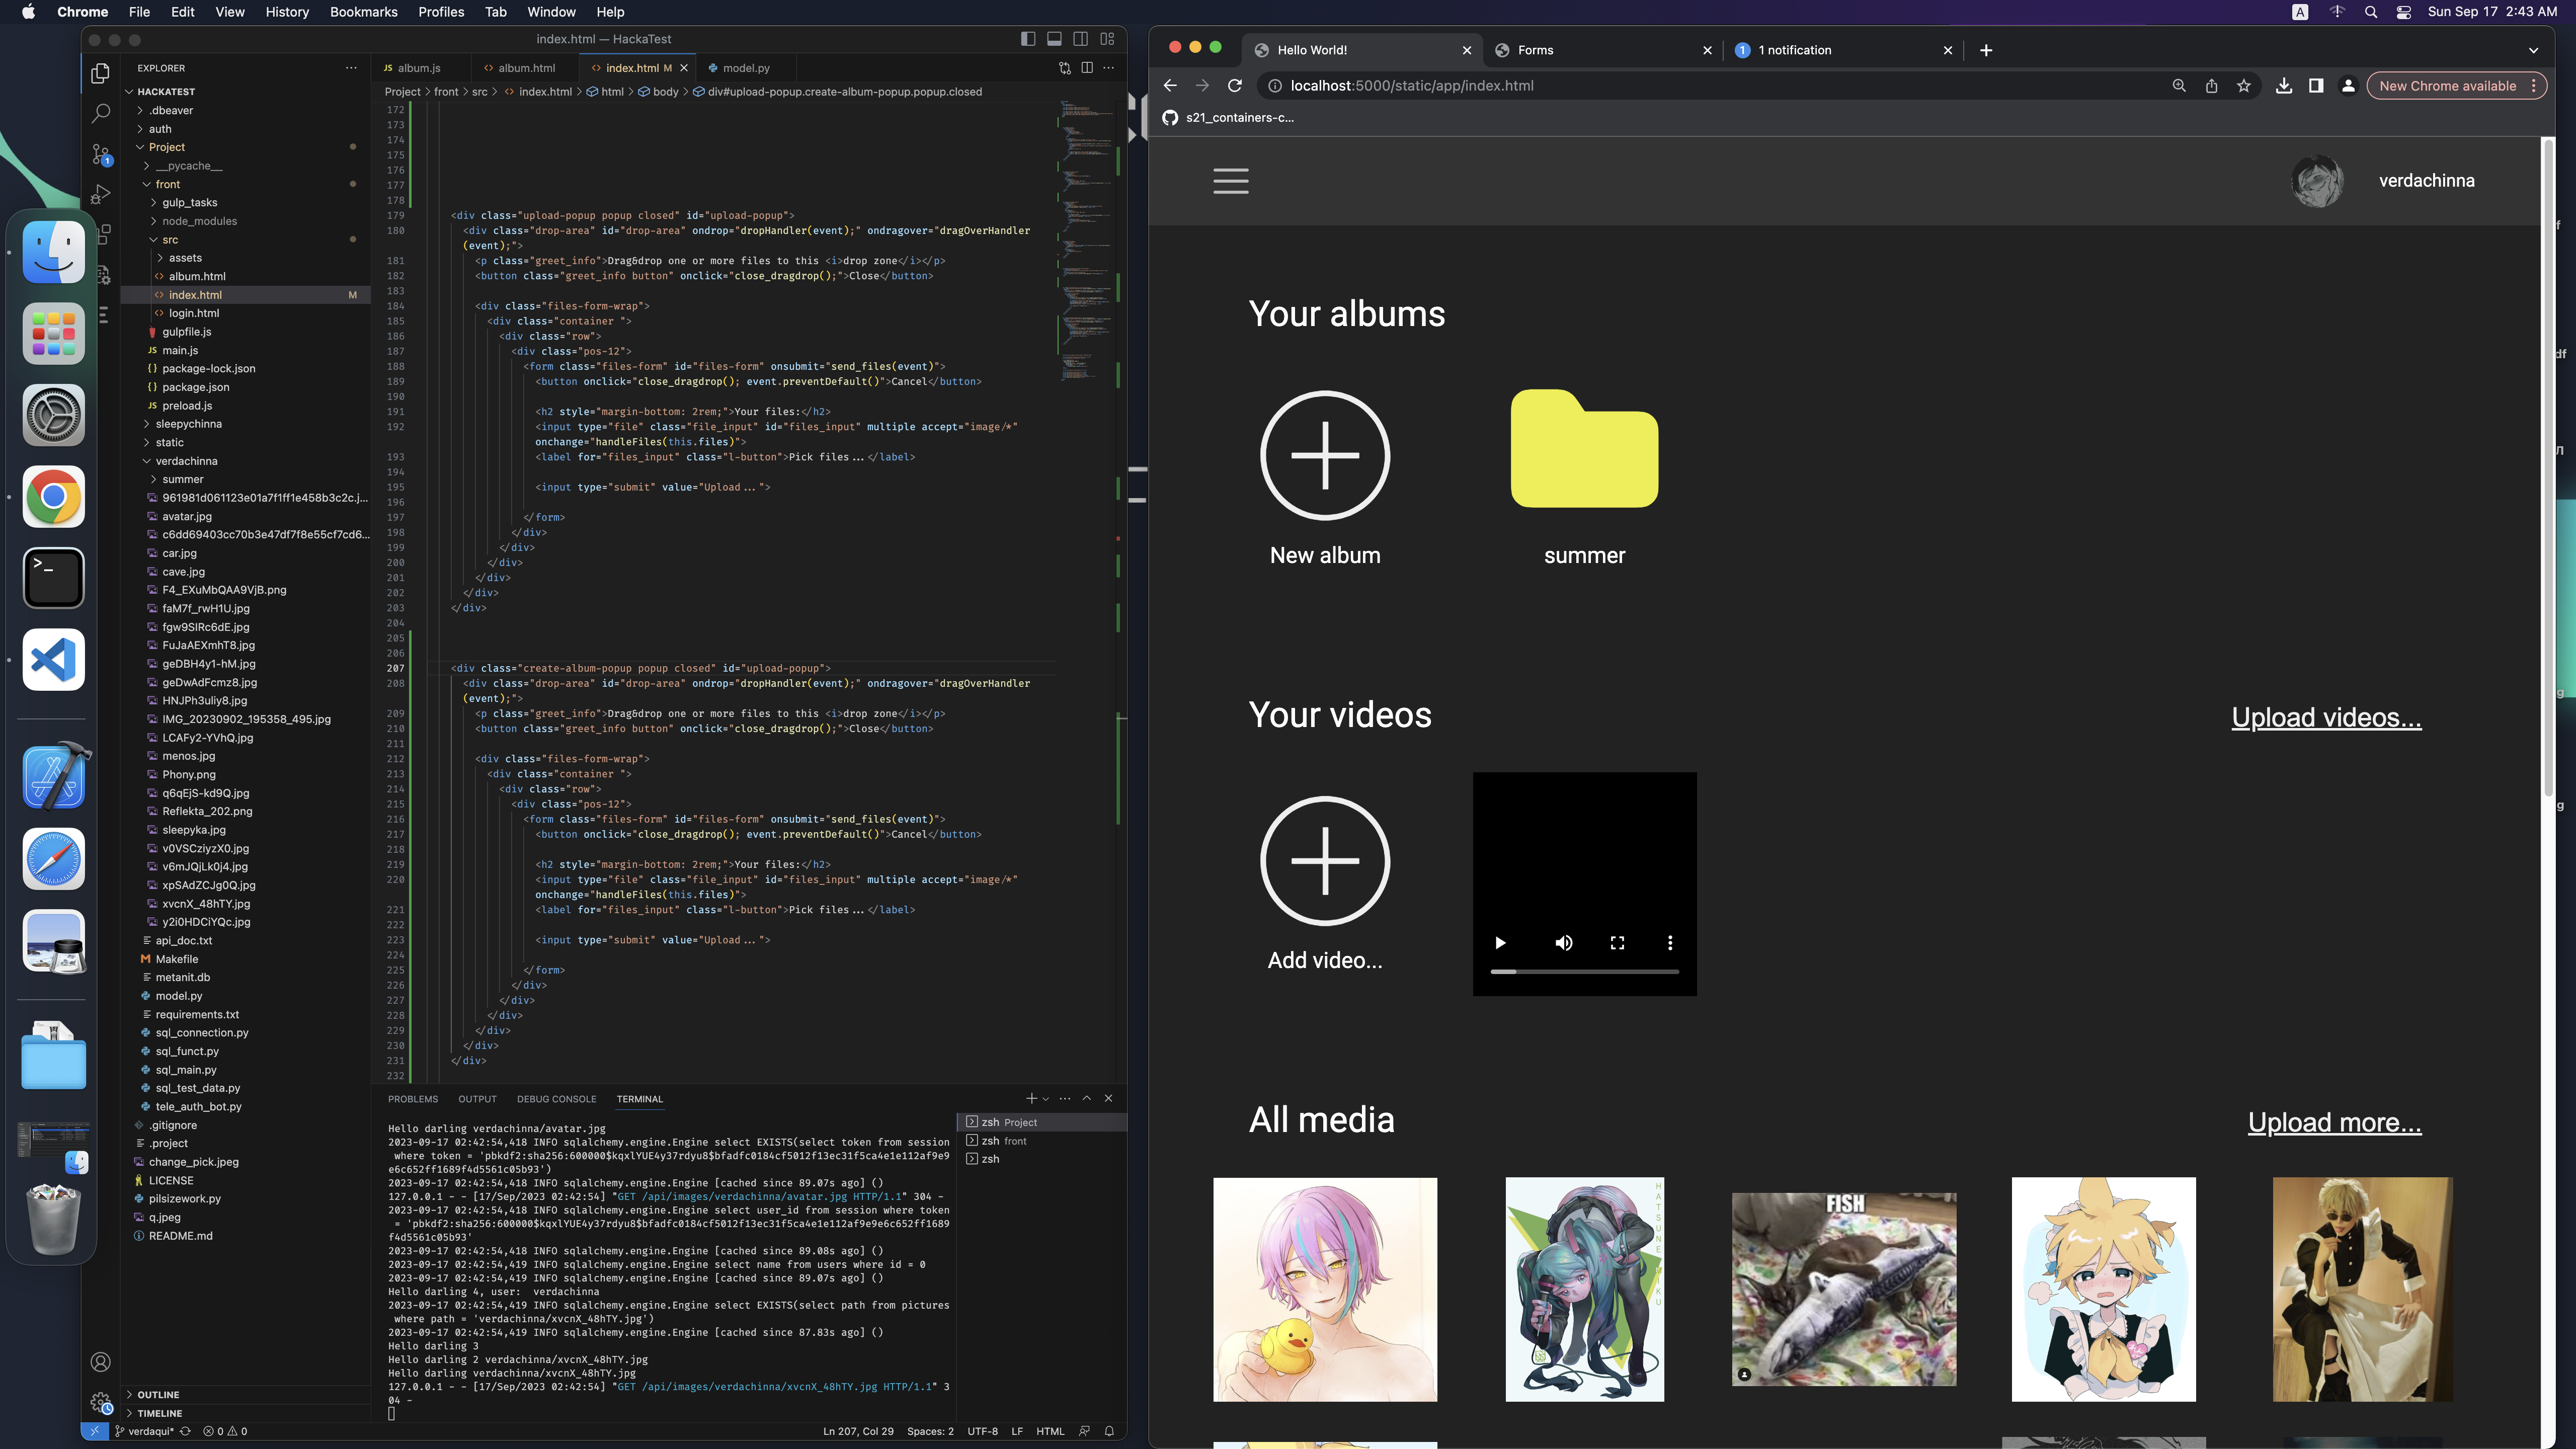 Chrome File Edit View History Bookmarks Profiles Tab Window Help
A
Sun Sep 17 2:43 AM
index.html — HackaTest
EXPLORER
HACKATEST
.dbeaver
auth
Project
__pycache__
front
gulp_tasks
node_modules
src
assets
album.html
index.html M
login.html
gulpfile.js
main.js
package-lock.json
package.json
preload.js
sleepychinna
static
verdachinna
summer
961981d061123e01a7f1ff1e458b3c2c.j...
avatar.jpg
c6dd69403cc70b3e47df7f8e55cf7cd6...
car.jpg
cave.jpg
F4_EXuMbQAA9VjB.png
faM7f_rwH1U.jpg
fgw9SIRc6dE.jpg
FuJaAEXmhT8.jpg
geDBH4y1-hM.jpg
geDwAdFcmz8.jpg
HNJPh3uliy8.jpg
IMG_20230902_195358_495.jpg
LCAFy2-YVhQ.jpg
menos.jpg
Phony.png
q6qEjS-kd9Q.jpg
Reflekta_202.png
sleepyka.jpg
v0VSCziyzX0.jpg
v6mJQjLk0j4.jpg
xpSAdZCJg0Q.jpg
xvcnX_48hTY.jpg
y2i0HDCiYQc.jpg
api_doc.txt
Makefile
metanit.db
model.py
requirements.txt
sql_connection.py
sql_funct.py
sql_main.py
sql_test_data.py
tele_auth_bot.py
.gitignore
.project
change_pick.jpeg
LICENSE
pilsizework.py
q.jpeg
README.md
OUTLINE
TIMELINE
album.js album.html index.html M model.py
Project > front > src > index.html > html > body > div#upload-popup.create-album-popup.popup.closed
172
173
174
175
176
177
178
179 <div class="upload-popup popup closed" id="upload-popup">
180 <div class="drop-area" id="drop-area" ondrop="dropHandler(event);" ondragover="dragOverHandler
(event);">
181 <p class="greet_info">Drag&drop one or more files to this <i>drop zone</i></p>
182 <button class="greet_info button" onclick="close_dragdrop();">Close</button>
183
184 <div class="files-form-wrap">
185 <div class="container ">
186 <div class="row">
187 <div class="pos-12">
188 <form class="files-form" id="files-form" onsubmit="send_files(event)">
189 <button onclick="close_dragdrop(); event.preventDefault()">Cancel</button>
190
191 <h2 style="margin-bottom: 2rem;">Your files:</h2>
192 <input type="file" class="file_input" id="files_input" multiple accept="image/*"
onchange="handleFiles(this.files)">
193 <label for="files_input" class="l-button">Pick files...</label>
194
195 <input type="submit" value="Upload...">
196
197 </form>
198 </div>
199 </div>
200 </div>
201 </div>
202 </div>
203 </div>
204
205
206
207 <div class="create-album-popup popup closed" id="upload-popup">
208 <div class="drop-area" id="drop-area" ondrop="dropHandler(event);" ondragover="dragOverHandler
(event);">
209 <p class="greet_info">Drag&drop one or more files to this <i>drop zone</i></p>
210 <button class="greet_info button" onclick="close_dragdrop();">Close</button>
211
212 <div class="files-form-wrap">
213 <div class="container ">
214 <div class="row">
215 <div class="pos-12">
216 <form class="files-form" id="files-form" onsubmit="send_files(event)">
217 <button onclick="close_dragdrop(); event.preventDefault()">Cancel</button>
218
219 <h2 style="margin-bottom: 2rem;">Your files:</h2>
220 <input type="file" class="file_input" id="files_input" multiple accept="image/*"
onchange="handleFiles(this.files)">
221 <label for="files_input" class="l-button">Pick files...</label>
222
223 <input type="submit" value="Upload...">
224
225 </form>
226 </div>
227 </div>
228 </div>
229 </div>
230 </div>
231 </div>
232
PROBLEMS OUTPUT DEBUG CONSOLE TERMINAL
Hello darling verdachinna/avatar.jpg
2023-09-17 02:42:54,418 INFO sqlalchemy.engine.Engine select EXISTS(select token from session
where token = 'pbkdf2:sha256:600000$kqxlYUE4y37rdyu8$bfadfc0184cf5012f13ec31f5ca4e1e112af9e9
e6c652ff1689f4d5561c05b93')
2023-09-17 02:42:54,418 INFO sqlalchemy.engine.Engine [cached since 89.07s ago] ()
127.0.0.1 - - [17/Sep/2023 02:42:54] "GET /api/images/verdachinna/avatar.jpg HTTP/1.1" 304 -
2023-09-17 02:42:54,418 INFO sqlalchemy.engine.Engine select user_id from session where token
= 'pbkdf2:sha256:600000$kqxlYUE4y37rdyu8$bfadfc0184cf5012f13ec31f5ca4e1e112af9e9e6c652ff1689
f4d5561c05b93'
2023-09-17 02:42:54,418 INFO sqlalchemy.engine.Engine [cached since 89.08s ago] ()
2023-09-17 02:42:54,419 INFO sqlalchemy.engine.Engine select name from users where id = 0
2023-09-17 02:42:54,419 INFO sqlalchemy.engine.Engine [cached since 89.07s ago] ()
Hello darling 4, user: verdachinna
2023-09-17 02:42:54,419 INFO sqlalchemy.engine.Engine select EXISTS(select path from pictures
where path = 'verdachinna/xvcnX_48hTY.jpg')
2023-09-17 02:42:54,419 INFO sqlalchemy.engine.Engine [cached since 87.83s ago] ()
Hello darling 3
Hello darling 2 verdachinna/xvcnX_48hTY.jpg
Hello darling verdachinna/xvcnX_48hTY.jpg
127.0.0.1 - - [17/Sep/2023 02:42:54] "GET /api/images/verdachinna/xvcnX_48hTY.jpg HTTP/1.1" 3
04 -
zsh Project
zsh front
zsh
verdaqui* 0 0
Ln 207, Col 29 Spaces: 2 UTF-8 LF HTML
Hello World!
Forms
1 1 notification
localhost:5000/static/app/index.html
New Chrome available
s21_containers-c...
verdachinna
Your albums
New album
summer
Your videos
Upload videos...
Add video...
All media
Upload more...
HATSUNE MIKU
FISH